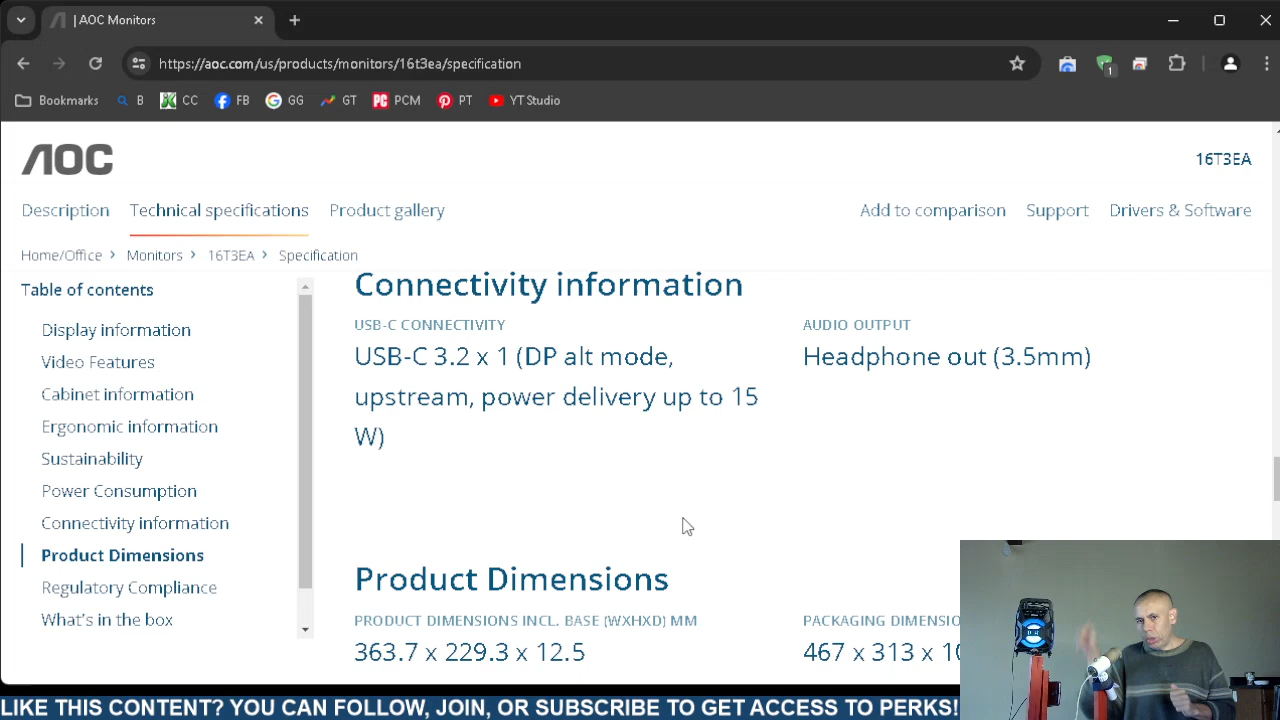 | AOC Monitors
https://aoc.com/us/products/monitors/16t3ea/specification
Bookmarks B CC FB GG GT PCM PT YT Studio
1
AOC
16T3EA
Description Technical specifications Product gallery Add to comparison Support Drivers & Software
Home/Office > Monitors > 16T3EA > Specification
Table of contents
Display information
Video Features
Cabinet information
Ergonomic information
Sustainability
Power Consumption
Connectivity information
Product Dimensions
Regulatory Compliance
What's in the box
Connectivity information
USB-C CONNECTIVITY
USB-C 3.2 x 1 (DP alt mode,
upstream, power delivery up to 15
W)
AUDIO OUTPUT
Headphone out (3.5mm)
Product Dimensions
PRODUCT DIMENSIONS INCL. BASE (WXHXD) MM
363.7 x 229.3 x 12.5
PACKAGING DIMENSIO
467 x 313 x 10
LIKE THIS CONTENT? YOU CAN FOLLOW, JOIN, OR SUBSCRIBE TO GET ACCESS TO PERKS!